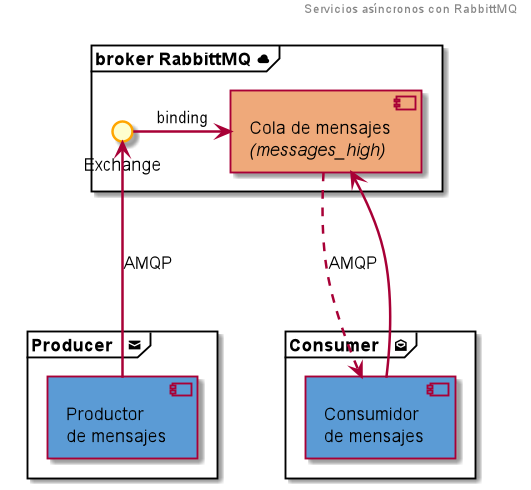 Servicios asíncronos con RabbittMQ
broker RabbittMQ
binding
Cola de mensajes
(messages_high)
Exchange
AMQP
AMQP
Producer
Consumer
Productor
de mensajes
Consumidor
de mensajes